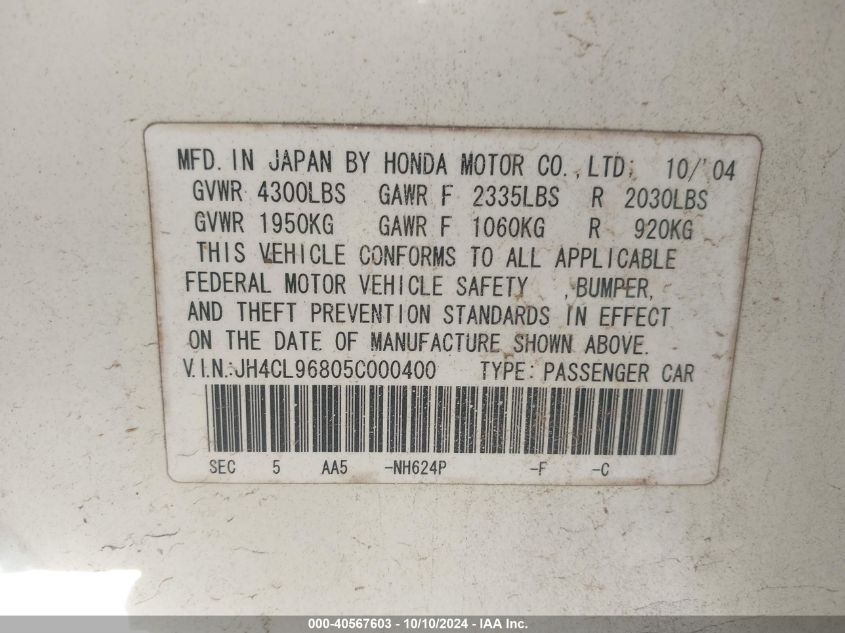 MFD. IN JAPAN BY HONDA MOTOR CO.,LTD; 10/'04
GVWR 4300LBS GAWR F 2335LBS R 2030LBS
GVWR 1950KG GAWR F 1060KG R 920KG
THIS VEHICLE CONFORMS TO ALL APPLICABLE
FEDERAL MOTOR VEHICLE SAFETY ,BUMPER,
AND THEFT PREVENTION STANDARDS IN EFFECT
ON THE DATE OF MANUFACTURE SHOWN ABOVE.
V.I.N.:JH4CL96805C000400 TYPE:PASSENGER CAR
SEC 5 AA5 -NH624P -F -C
000-40567603 - 10/10/2024 - IAA Inc.